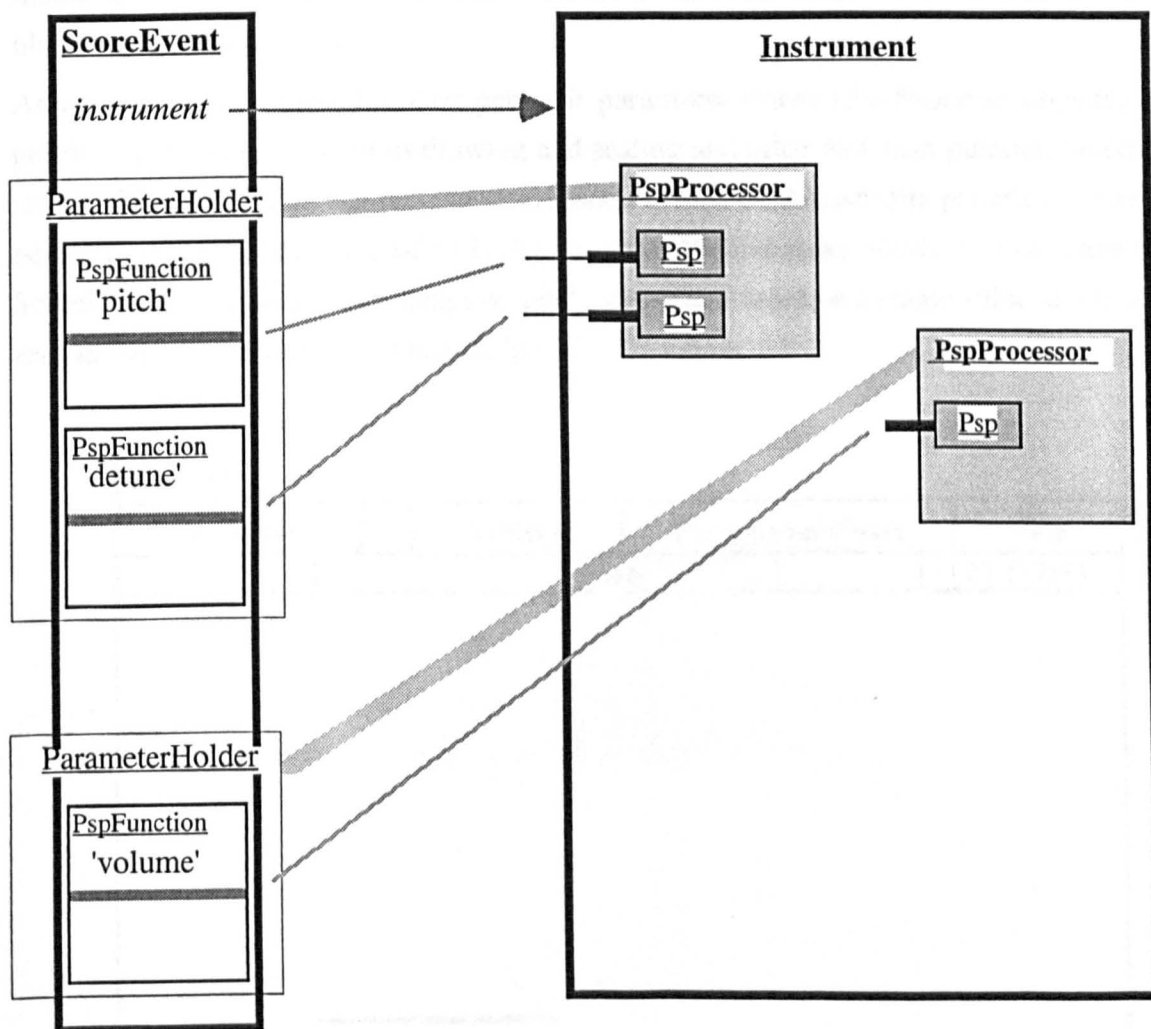 ScoreEvent
instrument
ParameterHolder
PspFunction
'pitch'
PspFunction
'detune'
ParameterHolder
PspFunction
'volume'
Instrument
PspProcessor
Psp
Psp
PspProcessor
Psp